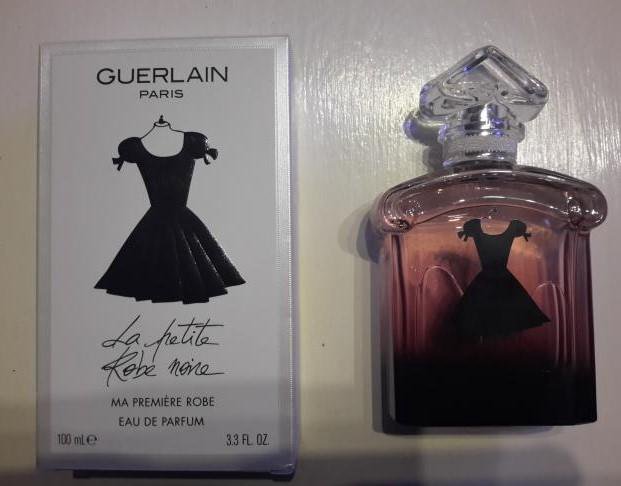 GUERLAIN
PARIS
La petite
Robe noire
MA PREMIÈRE ROBE
EAU DE PARFUM
100 mL℮ 3.3 FL. OZ.